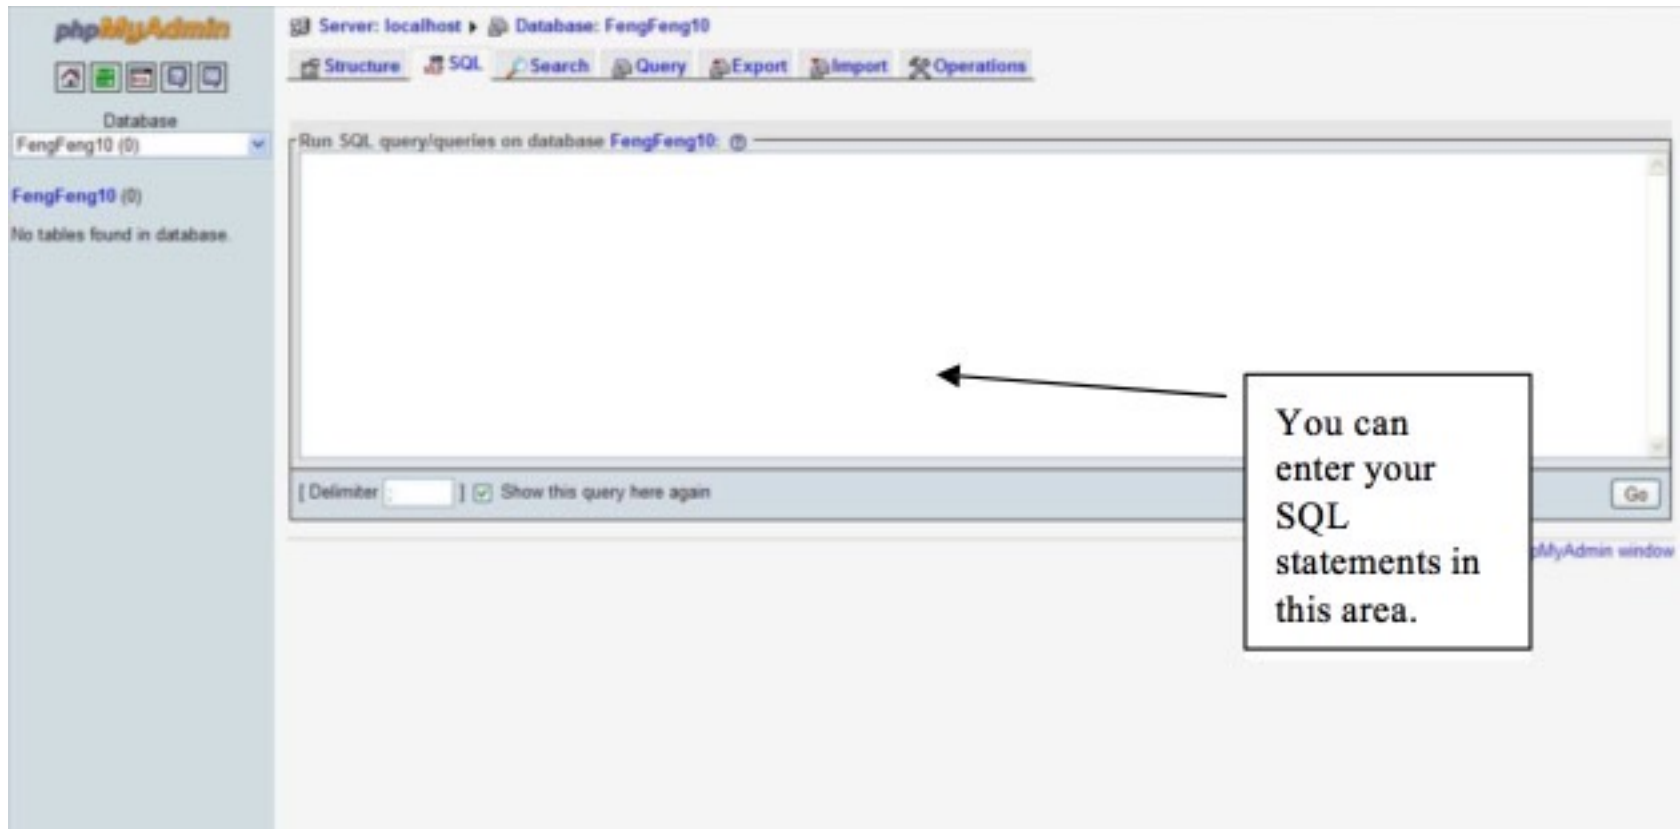 phpMyAdmin
Database
FengFeng10 (0)
FengFeng10 (0)
No tables found in database.
Server: localhost Database: FengFeng10
Structure SQL Search Query Export Import Operations
Run SQL query/queries on database FengFeng10:
[ Delimiter ; ] Show this query here again
Go
You can
enter your
SQL
statements in
this area.
MyAdmin window